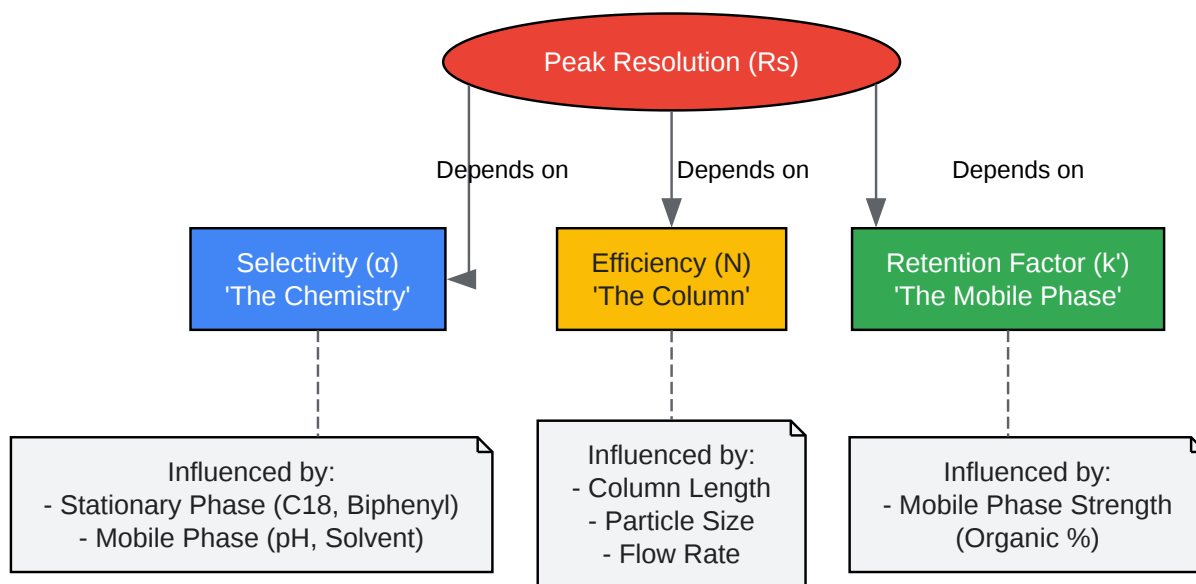 Peak Resolution (Rs)
Depends on
Depends on
Depends on
Selectivity (α)
'The Chemistry'
Efficiency (N)
'The Column'
Retention Factor (k')
'The Mobile Phase'
Influenced by:
- Stationary Phase (C18, Biphenyl)
- Mobile Phase (pH, Solvent)
Influenced by:
- Column Length
- Particle Size
- Flow Rate
Influenced by:
- Mobile Phase Strength
(Organic %)